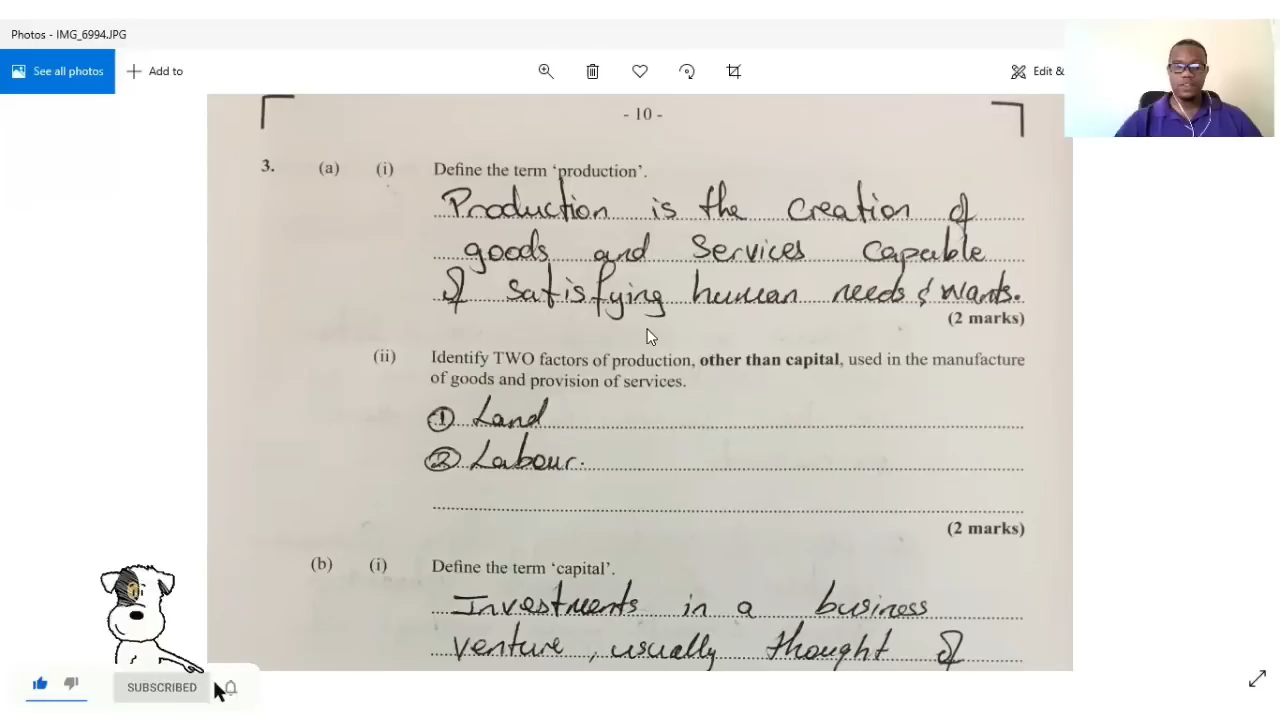 Photos - IMG_6994.JPG
See all photos
Add to
Edit &
- 10 -
3. (a) (i) Define the term ‘production’.
Production is the creation of
goods and services capable
of satisfying human needs & wants.
(2 marks)
(ii) Identify TWO factors of production, other than capital, used in the manufacture
of goods and provision of services.
① Land
② Labour.
(2 marks)
(b) (i) Define the term ‘capital’.
Investments in a business
venture, usually thought of
SUBSCRIBED